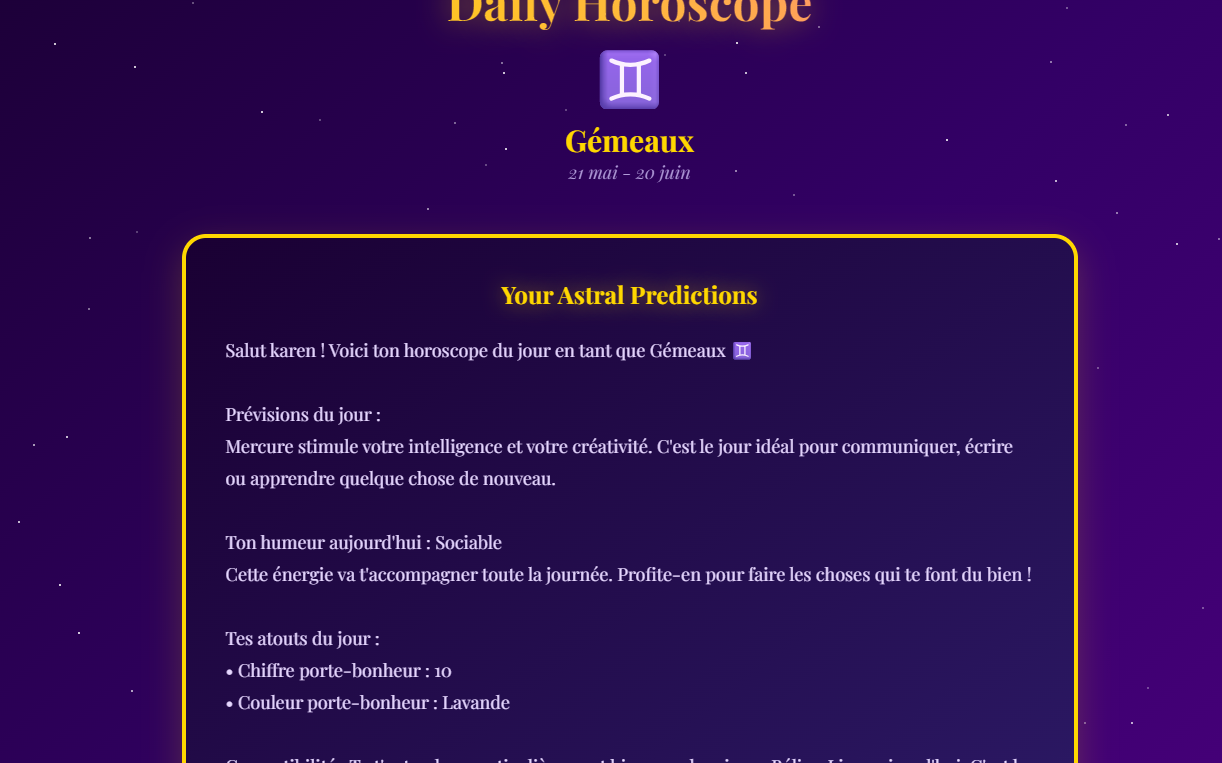 Daily Horoscope
Gémeaux
21 mai - 20 juin
Your Astral Predictions
Salut karen ! Voici ton horoscope du jour en tant que Gémeaux ♊
Prévisions du jour :
Mercure stimule votre intelligence et votre créativité. C'est le jour idéal pour communiquer, écrire
ou apprendre quelque chose de nouveau.
Ton humeur aujourd'hui : Sociable
Cette énergie va t'accompagner toute la journée. Profite-en pour faire les choses qui te font du bien !
Tes atouts du jour :
• Chiffre porte-bonheur : 10
• Couleur porte-bonheur : Lavande